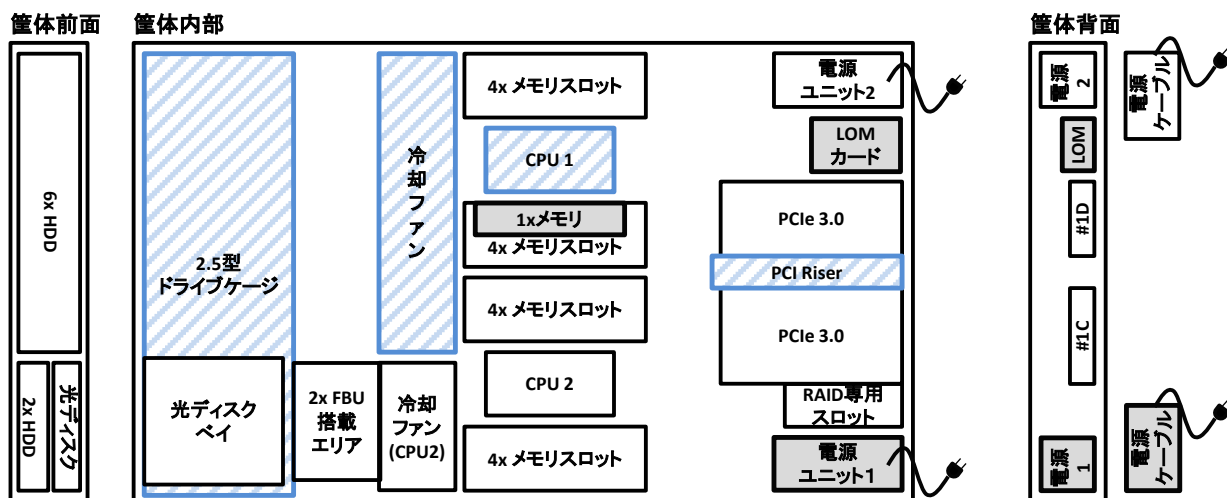 筐体前面
6x HDD
2x HDD
光ディスク
筐体内部
2.5型
ドライブケージ
光ディスク
ベイ
2x FBU
搭載
エリア
冷却ファン
冷却
ファン
(CPU2)
4x メモリスロット
CPU 1
1xメモリ
4x メモリスロット
4x メモリスロット
CPU 2
4x メモリスロット
電源
ユニット2
LOM
カード
PCIe 3.0
PCI Riser
PCIe 3.0
RAID専用
スロット
電源
ユニット1
筐体背面
電源
2
LOM
#1D
#1C
電源
1
電源
ケーブル
電源
ケーブル